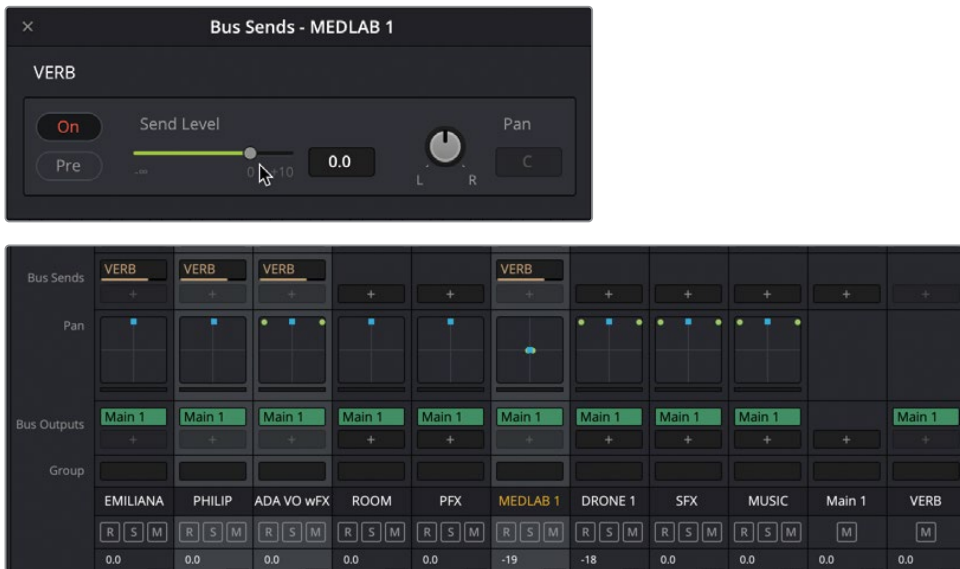 × Bus Sends - MEDLAB 1
VERB
On Send Level Pan
Pre -∞ 0 +10 0.0 L R C
Bus Sends VERB VERB VERB VERB
+ + + + + + + + + + +
Pan
Bus Outputs Main 1 Main 1 Main 1 Main 1 Main 1 Main 1 Main 1 Main 1 Main 1 Main 1
+ + + + + + + + + + +
Group
EMILIANA PHILIP ADA VO wFX ROOM PFX MEDLAB 1 DRONE 1 SFX MUSIC Main 1 VERB
R S M R S M R S M R S M R S M R S M R S M R S M R S M M M
0.0 0.0 0.0 0.0 0.0 -19 -18 0.0 0.0 0.0 0.0